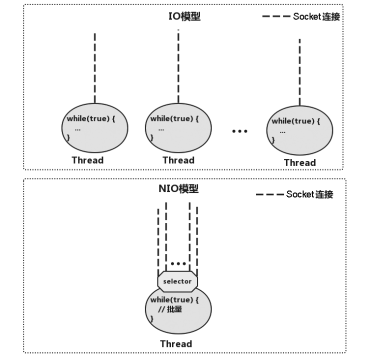 IO模型
Socket连接
while(true) {
...
}
Thread
while(true) {
...
}
Thread
...
while(true) {
...
}
Thread
NIO模型
Socket连接
...
selector
while(true) {
// 批量
}
Thread